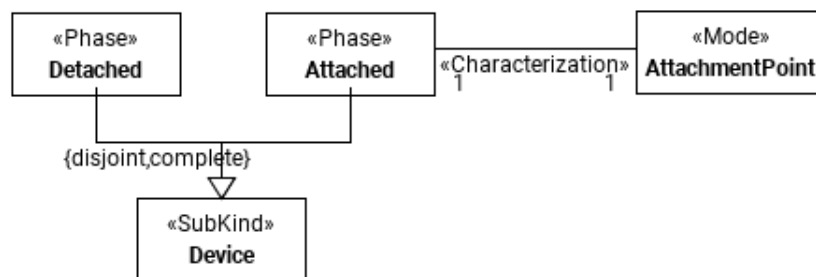 «Phase»
Detached
«Phase»
Attached
«Characterization»
1
1
«Mode»
AttachmentPoint
{disjoint,complete}
«SubKind»
Device